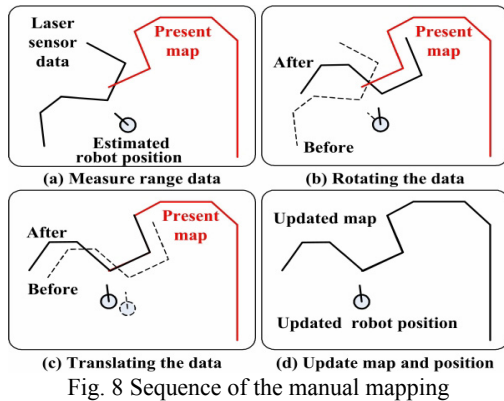 Laser
sensor
data
Present
map
Estimated
robot position
(a) Measure range data
After
Present
map
Before
(b) Rotating the data
After
Before
Present
map
(c) Translating the data
Updated map
Updated robot position
(d) Update map and position
Fig. 8 Sequence of the manual mapping